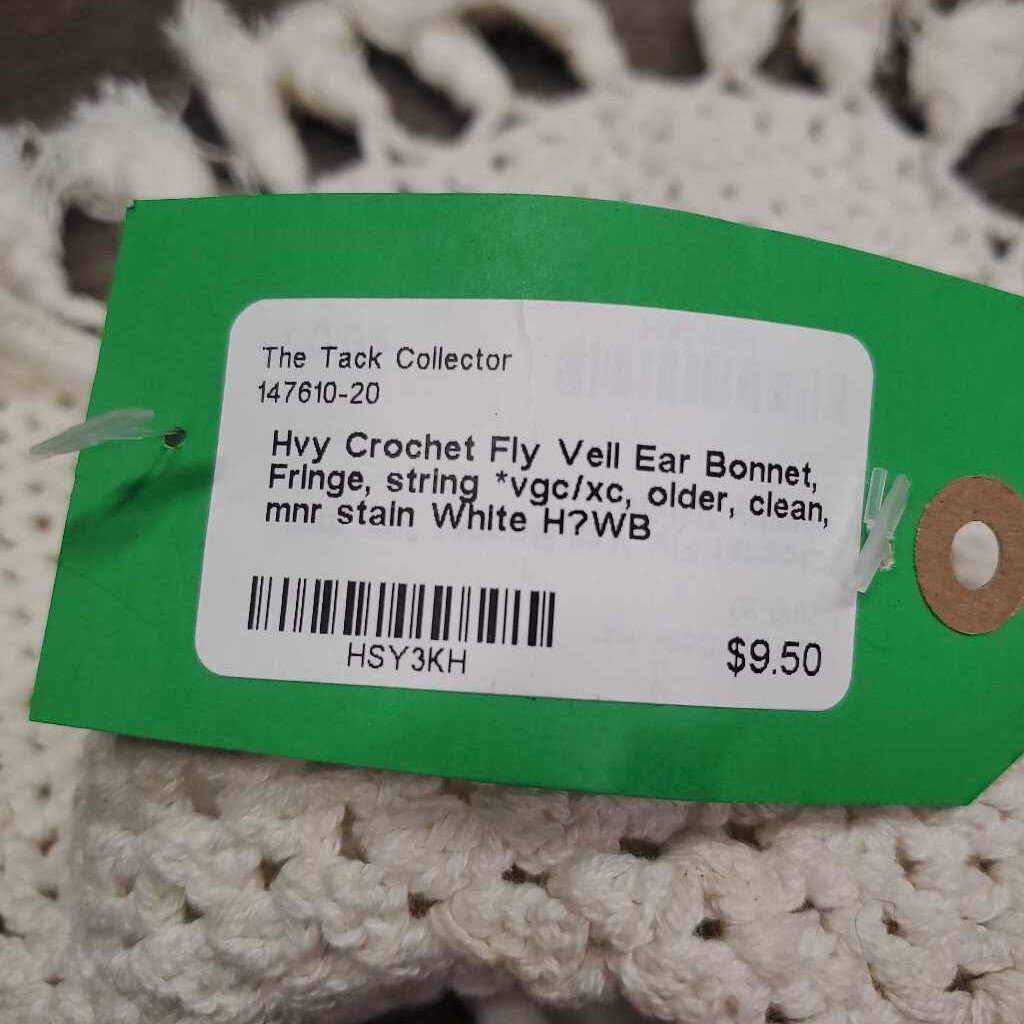 The Tack Collector
147610-20
Hvy Crochet Fly Veil Ear Bonnet,
Fringe, string *vgc/xc, older, clean,
mnr stain White H?WB
HSY3KH
$9.50